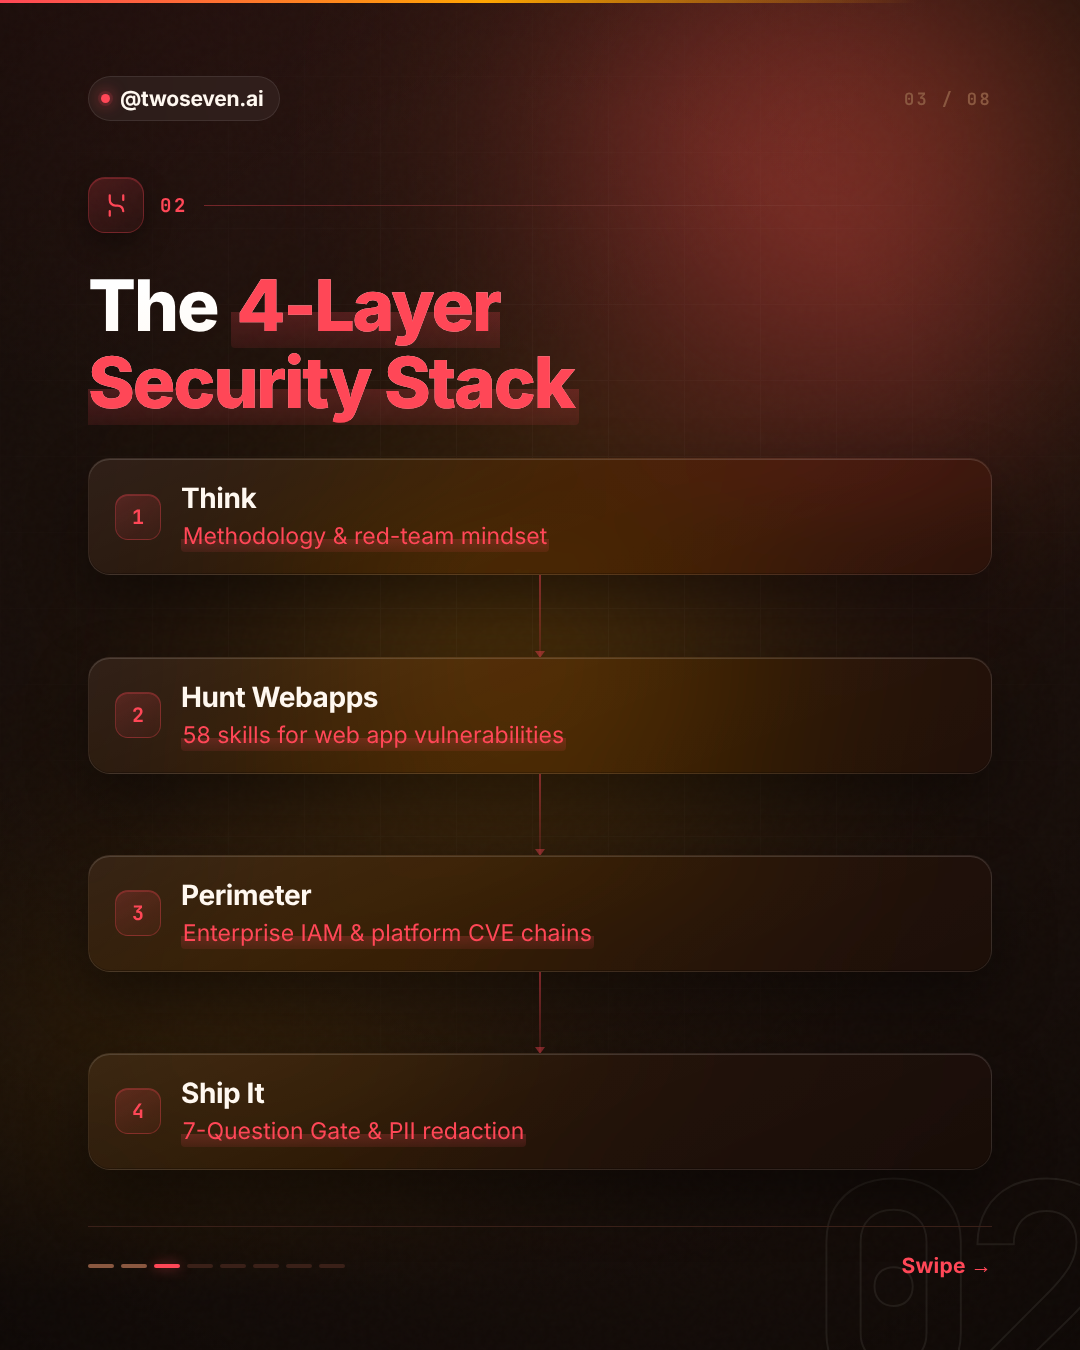 @twoseven.ai
03 / 08
02
The 4-Layer
Security Stack
1
Think
Methodology & red-team mindset
2
Hunt Webapps
58 skills for web app vulnerabilities
3
Perimeter
Enterprise IAM & platform CVE chains
4
Ship It
7-Question Gate & PII redaction
02
Swipe →